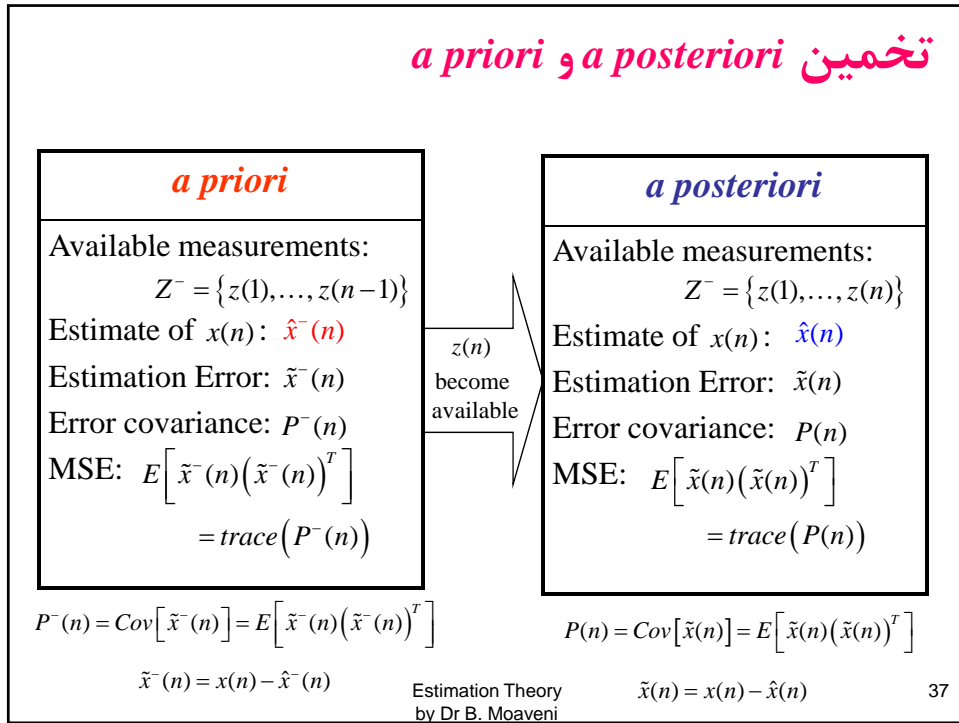 تخمین a posteriori و a priori
a priori
Available measurements:
Z⁻ = {z(1),…,z(n−1)}
Estimate of x(n): x̂⁻(n)
Estimation Error: x̃⁻(n)
Error covariance: P⁻(n)
MSE: E[x̃⁻(n)(x̃⁻(n))ᵀ]
= trace(P⁻(n))
z(n)
become
available
a posteriori
Available measurements:
Z⁻ = {z(1),…,z(n)}
Estimate of x(n): x̂(n)
Estimation Error: x̃(n)
Error covariance: P(n)
MSE: E[x̃(n)(x̃(n))ᵀ]
= trace(P(n))
P⁻(n) = Cov[x̃⁻(n)] = E[x̃⁻(n)(x̃⁻(n))ᵀ]
x̃⁻(n) = x(n) − x̂⁻(n)
P(n) = Cov[x̃(n)] = E[x̃(n)(x̃(n))ᵀ]
x̃(n) = x(n) − x̂(n)
Estimation Theory
by Dr B. Moaveni
37